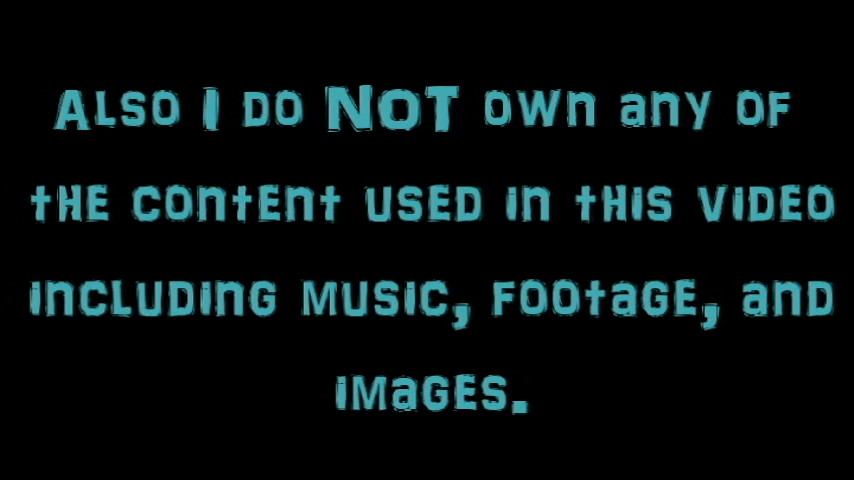 Also I do NOT own any of
the content used in this video
including music, footage, and
images.